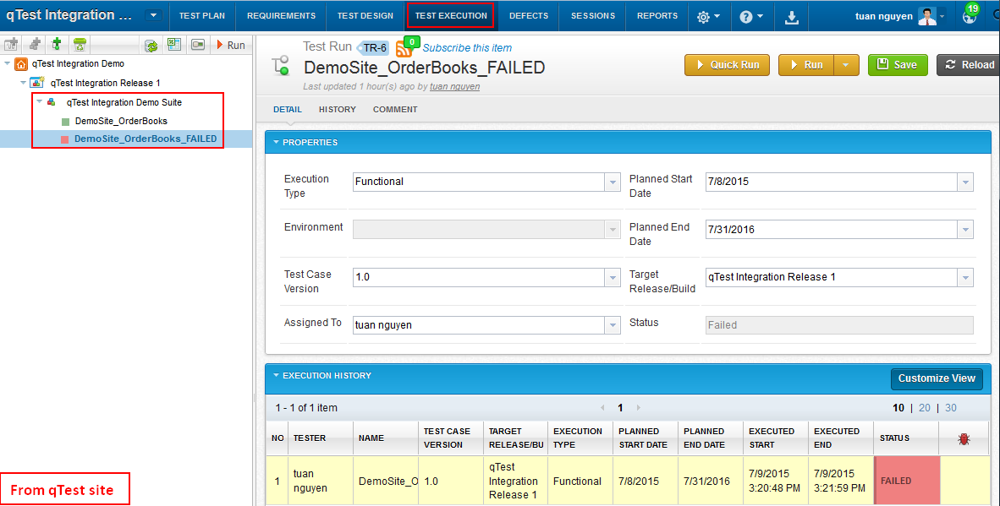 qTest Integration ...
TEST PLAN
REQUIREMENTS
TEST DESIGN
TEST EXECUTION
DEFECTS
SESSIONS
REPORTS
?
tuan nguyen
19
Run
qTest Integration Demo
qTest Integration Release 1
qTest Integration Demo Suite
DemoSite_OrderBooks
DemoSite_OrderBooks_FAILED
Test Run TR-6 0 Subscribe this item
DemoSite_OrderBooks_FAILED
Last updated 1 hour(s) ago by tuan nguyen
Quick Run
Run
Save
Reload
DETAIL
HISTORY
COMMENT
PROPERTIES
Execution
Type
Functional
Planned Start
Date
7/8/2015
Environment
Planned End
Date
7/31/2016
Test Case
Version
1.0
Target
Release/Build
qTest Integration Release 1
Assigned To
tuan nguyen
Status
Failed
EXECUTION HISTORY
Customize View
1 - 1 of 1 item
1
10 | 20 | 30
NO
TESTER
NAME
TEST CASE
VERSION
TARGET
RELEASE/BU
EXECUTION
TYPE
PLANNED
START DATE
PLANNED
END DATE
EXECUTED
START
EXECUTED
END
STATUS
1
tuan
nguyen
DemoSite_O
1.0
qTest
Integration
Release 1
Functional
7/8/2015
7/31/2016
7/9/2015
3:20:48 PM
7/9/2015
3:21:59 PM
FAILED
From qTest site